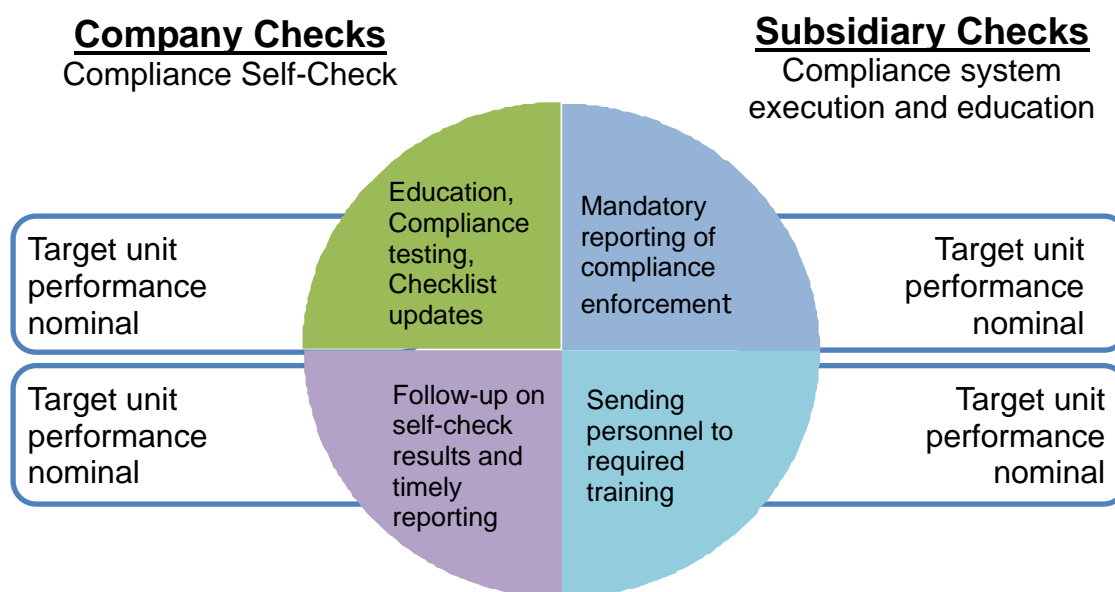 Company Checks
Compliance Self-Check
Subsidiary Checks
Compliance system
execution and education
Target unit
performance
nominal
Education,
Compliance
testing,
Checklist
updates
Mandatory
reporting of
compliance
enforcement
Target unit
performance
nominal
Target unit
performance
nominal
Follow-up on
self-check
results and
timely
reporting
Sending
personnel to
required
training
Target unit
performance
nominal